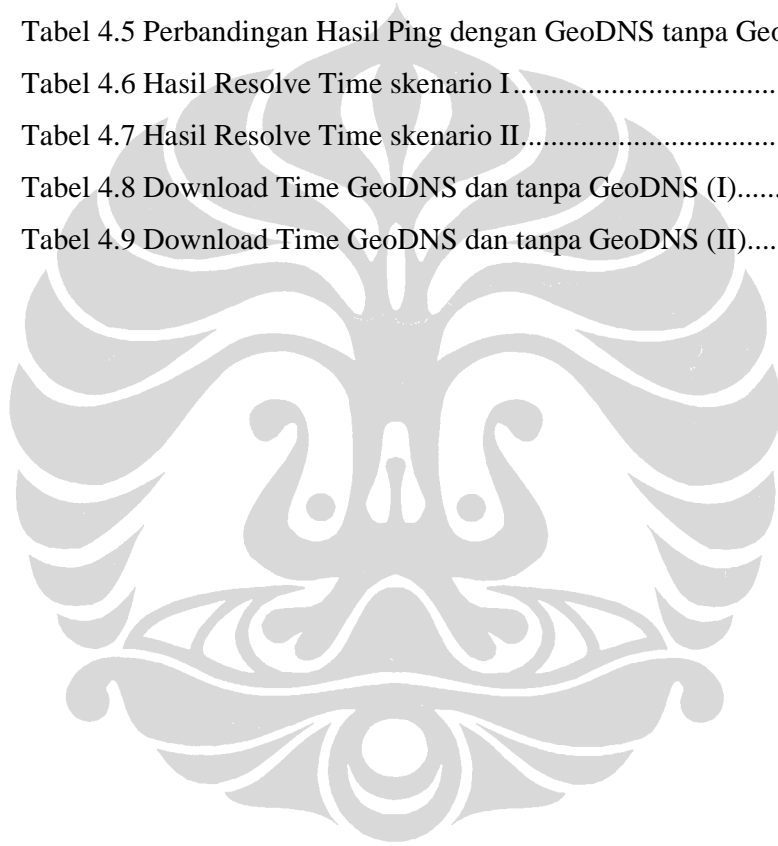 Tabel 4.5 Perbandingan Hasil Ping dengan GeoDNS tanpa Geo
Tabel 4.6 Hasil Resolve Time skenario I................................
Tabel 4.7 Hasil Resolve Time skenario II...............................
Tabel 4.8 Download Time GeoDNS dan tanpa GeoDNS (I)......
Tabel 4.9 Download Time GeoDNS dan tanpa GeoDNS (II)....